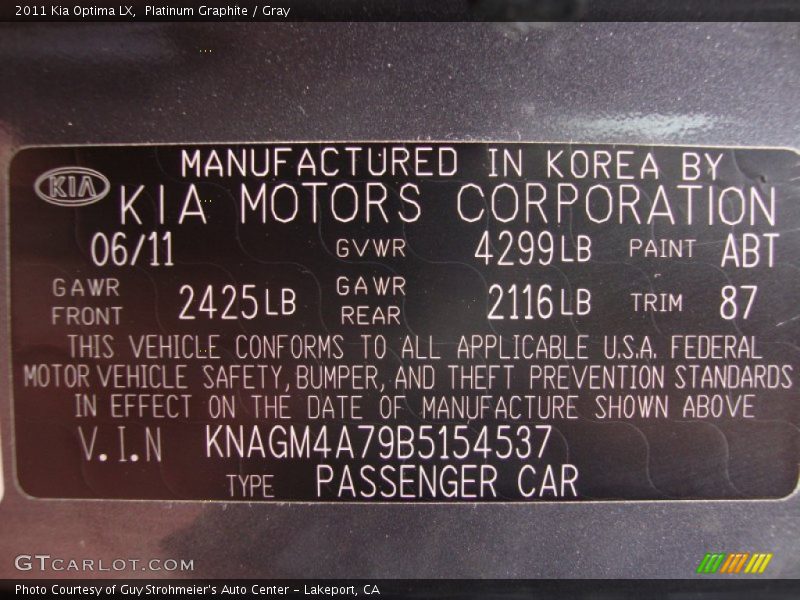 2011 Kia Optima LX, Platinum Graphite / Gray
KIA
MANUFACTURED IN KOREA BY
KIA MOTORS CORPORATION
06/11 GVWR 4299LB PAINT ABT
GAWR FRONT 2425LB GAWR REAR 2116LB TRIM 87
THIS VEHICLE CONFORMS TO ALL APPLICABLE U.S.A. FEDERAL
MOTOR VEHICLE SAFETY, BUMPER, AND THEFT PREVENTION STANDARDS
IN EFFECT ON THE DATE OF MANUFACTURE SHOWN ABOVE
V.I.N KNAGM4A79B5154537
TYPE PASSENGER CAR
GTCARLOT.COM
Photo Courtesy of Guy Strohmeier's Auto Center – Lakeport, CA